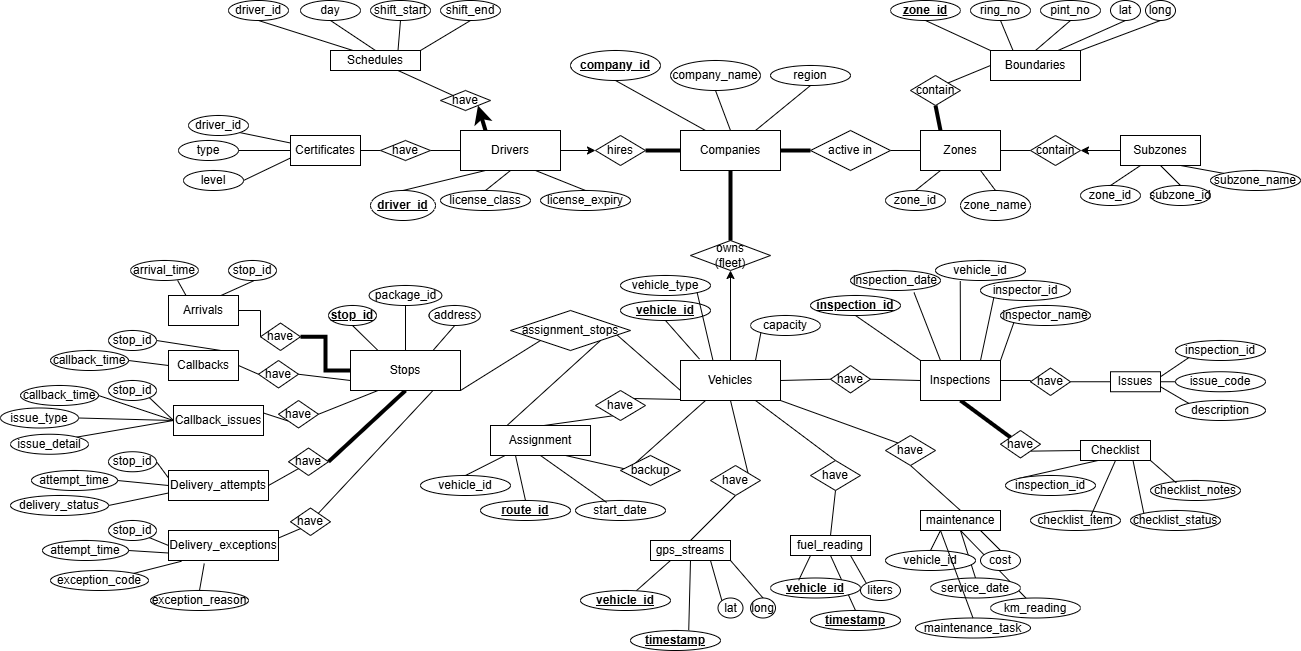 driver_id
day
shift_start
shift_end
Schedules
have
zone_id
ring_no
pint_no
lat
long
Boundaries
contain
company_id
company_name
region
driver_id
type
level
Certificates
have
Drivers
hires
Companies
active in
Zones
contain
Subzones
driver_id
license_class
license_expiry
zone_id
zone_name
zone_id
subzone_id
subzone_name
owns
(fleet)
arrival_time
stop_id
Arrivals
have
stop_id
package_id
address
Stops
stop_id
callback_time
Callbacks
have
callback_time
stop_id
issue_type
issue_detail
Callback_issues
have
stop_id
attempt_time
delivery_status
Delivery_attempts
have
stop_id
attempt_time
exception_code
exception_reason
Delivery_exceptions
have
assignment_stops
vehicle_type
vehicle_id
capacity
Vehicles
have
Assignment
backup
vehicle_id
route_id
start_date
have
gps_streams
vehicle_id
timestamp
lat
long
have
fuel_reading
vehicle_id
liters
timestamp
have
maintenance
vehicle_id
cost
service_date
km_reading
maintenance_task
have
inspection_date
vehicle_id
inspector_id
inspection_id
inspector_name
Inspections
have
Issues
inspection_id
issue_code
description
have
Checklist
inspection_id
checklist_notes
checklist_item
checklist_status